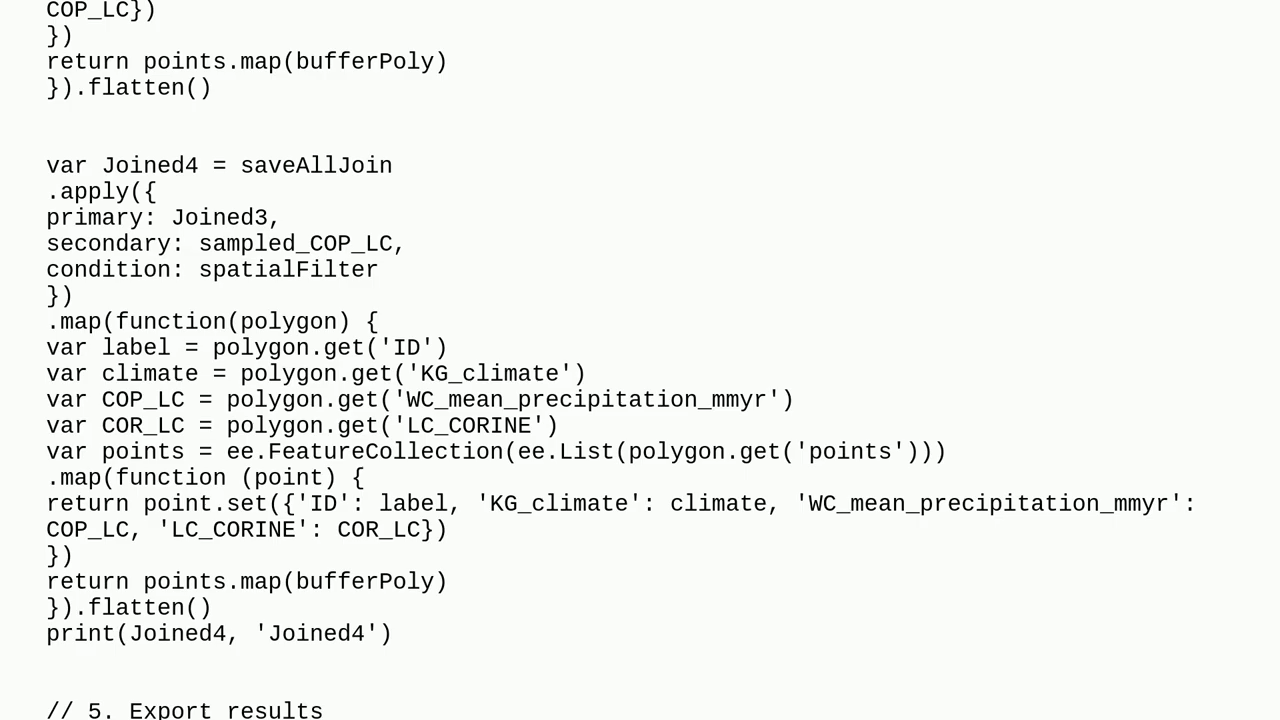 COP_LC})
})
return points.map(bufferPoly)
}).flatten()
var Joined4 = saveAllJoin
.apply({
primary: Joined3,
secondary: sampled_COP_LC,
condition: spatialFilter
})
.map(function(polygon) {
var label = polygon.get('ID')
var climate = polygon.get('KG_climate')
var COP_LC = polygon.get('WC_mean_precipitation_mmyr')
var COR_LC = polygon.get('LC_CORINE')
var points = ee.FeatureCollection(ee.List(polygon.get('points')))
.map(function (point) {
return point.set({'ID': label, 'KG_climate': climate, 'WC_mean_precipitation_mmyr':
COP_LC, 'LC_CORINE': COR_LC})
})
return points.map(bufferPoly)
}).flatten()
print(Joined4, 'Joined4')
// 5. Export results